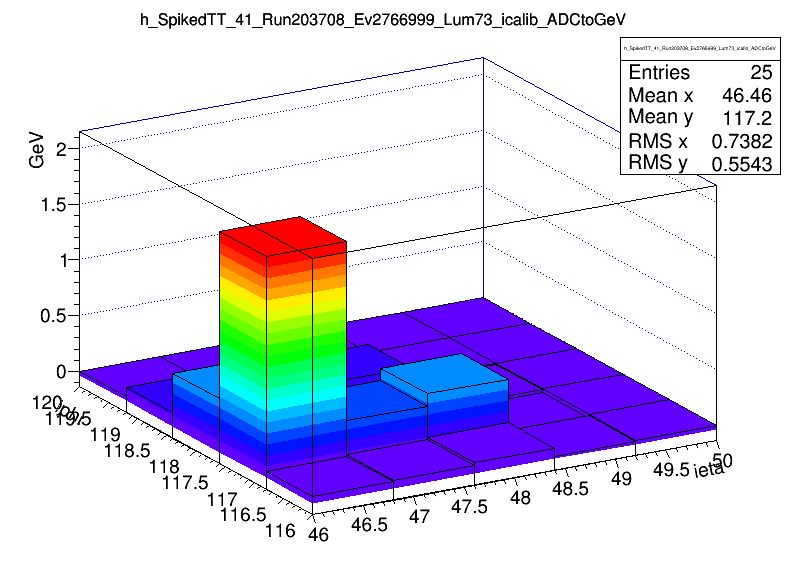 h_SpikedTT_41_Run203708_Ev2766999_Lum73_icalib_ADCtoGeV
h_SpikedTT_41_Run203708_Ev2766999_Lum73_icalib_ADCtoGeV
Entries 25
Mean x 46.46
Mean y 117.2
RMS x 0.7382
RMS y 0.5543
GeV
2
1.5
1
0.5
0
120
119.5
119
118.5
118
117.5
117
116.5
116
iphi
46
46.5
47
47.5
48
48.5
49
49.5
50
ieta